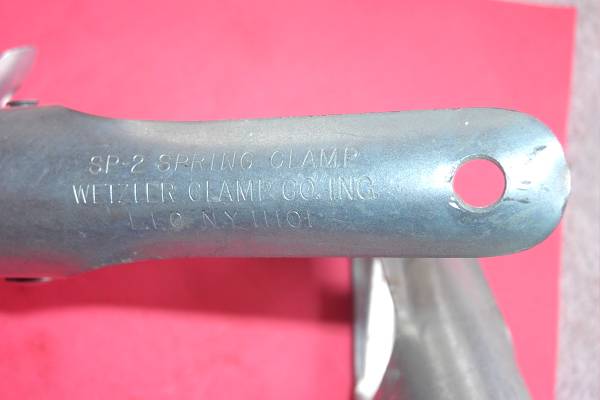 SP-2 SPRING CLAMP
WETZLER CLAMP CO. INC.
L.I.C. N.Y. 11101